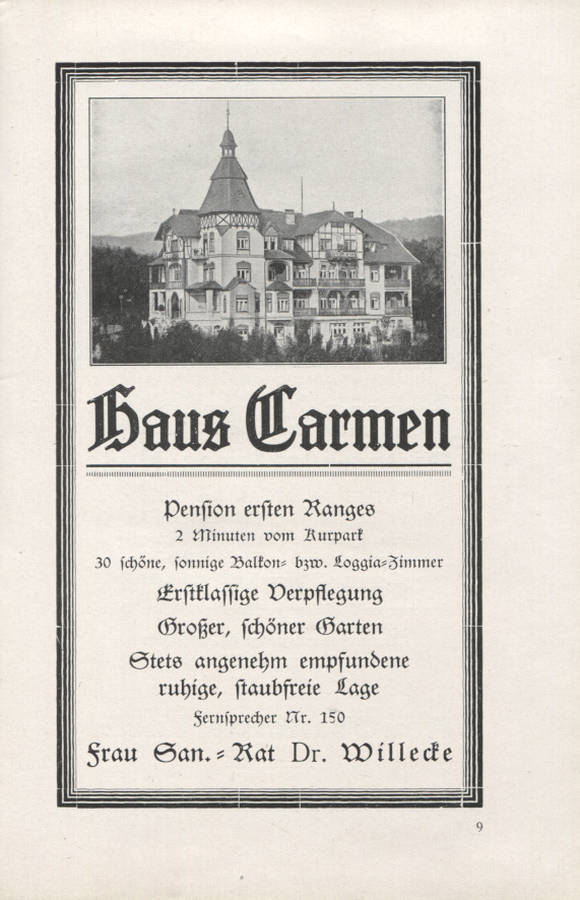 Haus Carmen
Pension ersten Ranges
2 Minuten vom Kurpark
30 schöne, sonnige Balkon- bzw. Loggia-Zimmer
Erstklassige Verpflegung
Großer, schöner Garten
Stets angenehm empfundene
ruhige, staubfreie Lage
Fernsprecher Nr. 150
Frau San.-Rat Dr. Willecke
9